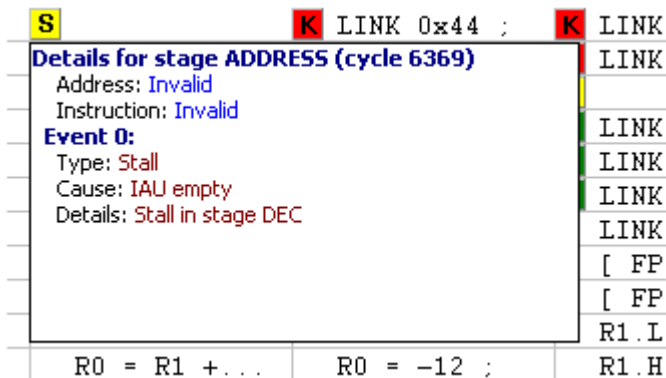 S K LINK 0x44 ; K LINK
Details for stage ADDRESS (cycle 6369) LINK
Address: Invalid
Instruction: Invalid
Event 0: LINK
Type: Stall LINK
Cause: IAU empty LINK
Details: Stall in stage DEC
LINK
[ FP
[ FP
R1.L
R0 = R1 +... R0 = -12 ; R1.H